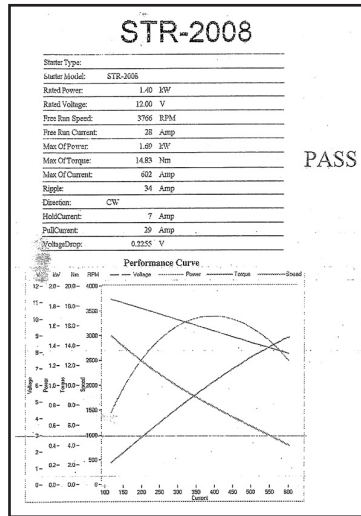 STR-2008
Starter Type:
Starter Model: STR-2008
Rated Power: 1.40 kW
Rated Voltage: 12.00 V
Free Run Speed: 3766 RPM
Free Run Current: 28 Amp
Max Of Power: 1.69 kW
Max Of Torque: 14.83 Nm
Max Of Current: 602 Amp
PASS
Ripple: 34 Amp
Direction: CW
HoldCurrent: 7 Amp
PullCurrent: 29 Amp
VoltageDrop: 0.2255 V
Performance Curve
V kW Nm RPM Voltage Power Torque Speed
12 2.0 20.0 4000
11 1.8 18.0 3500
10 1.6 16.0
9 1.4 14.0 3000
8 1.2 12.0 2500
7
6 1.0 10.0 2000
5 0.8 8.0 1500
4 0.6 6.0
3 1000
2 0.4 4.0
1 0.2 2.0 500
0 0.0 0.0 0
Voltage Power Torque Speed
100 150 200 250 300 350 400 450 500 550 600 650
Current